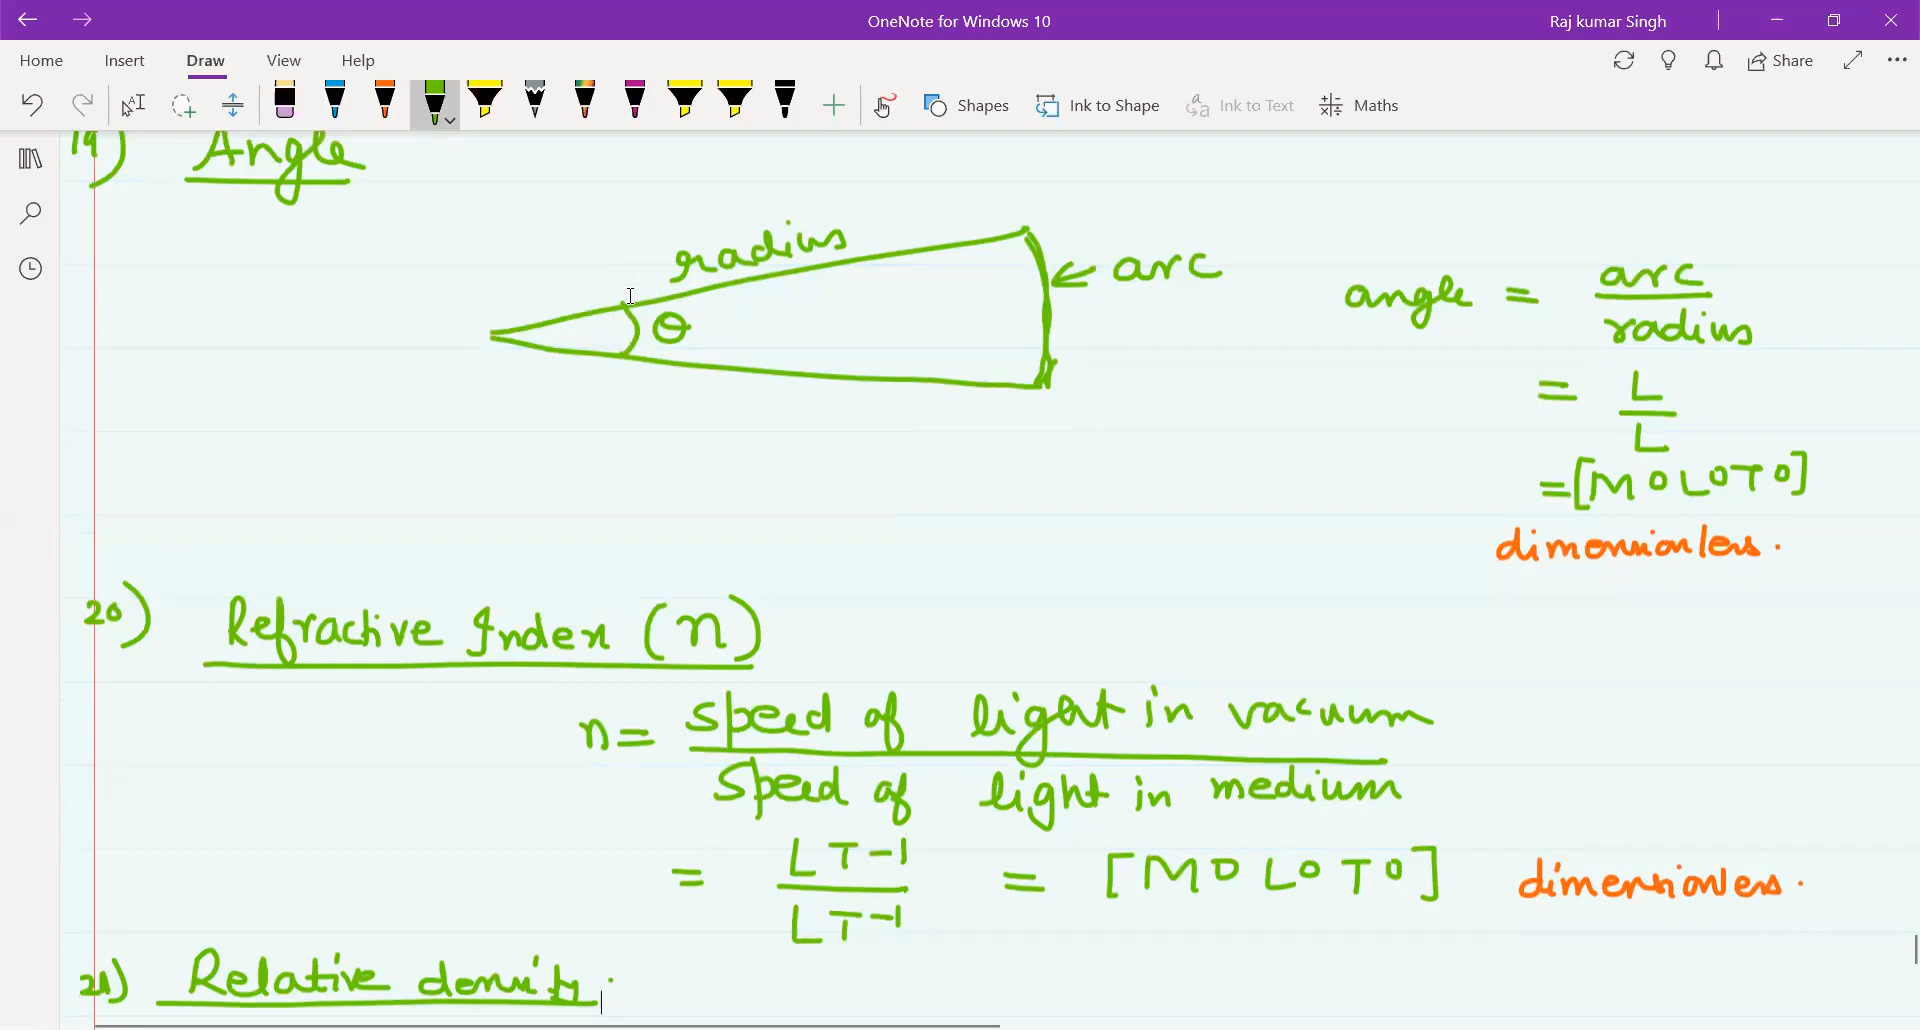 OneNote for Windows 10
Raj kumar Singh
Home Insert Draw View Help
Share
Shapes Ink to Shape Ink to Text Maths
19) Angle
radius
θ
← arc
angle = arc / radius
= L / L
= [M0L0T0]
dimensionless.
20) Refractive Index (n)
n = speed of light in vacuum / Speed of light in medium
= LT-1 / LT-1 = [M0L0T0] dimensionless.
21) Relative density.